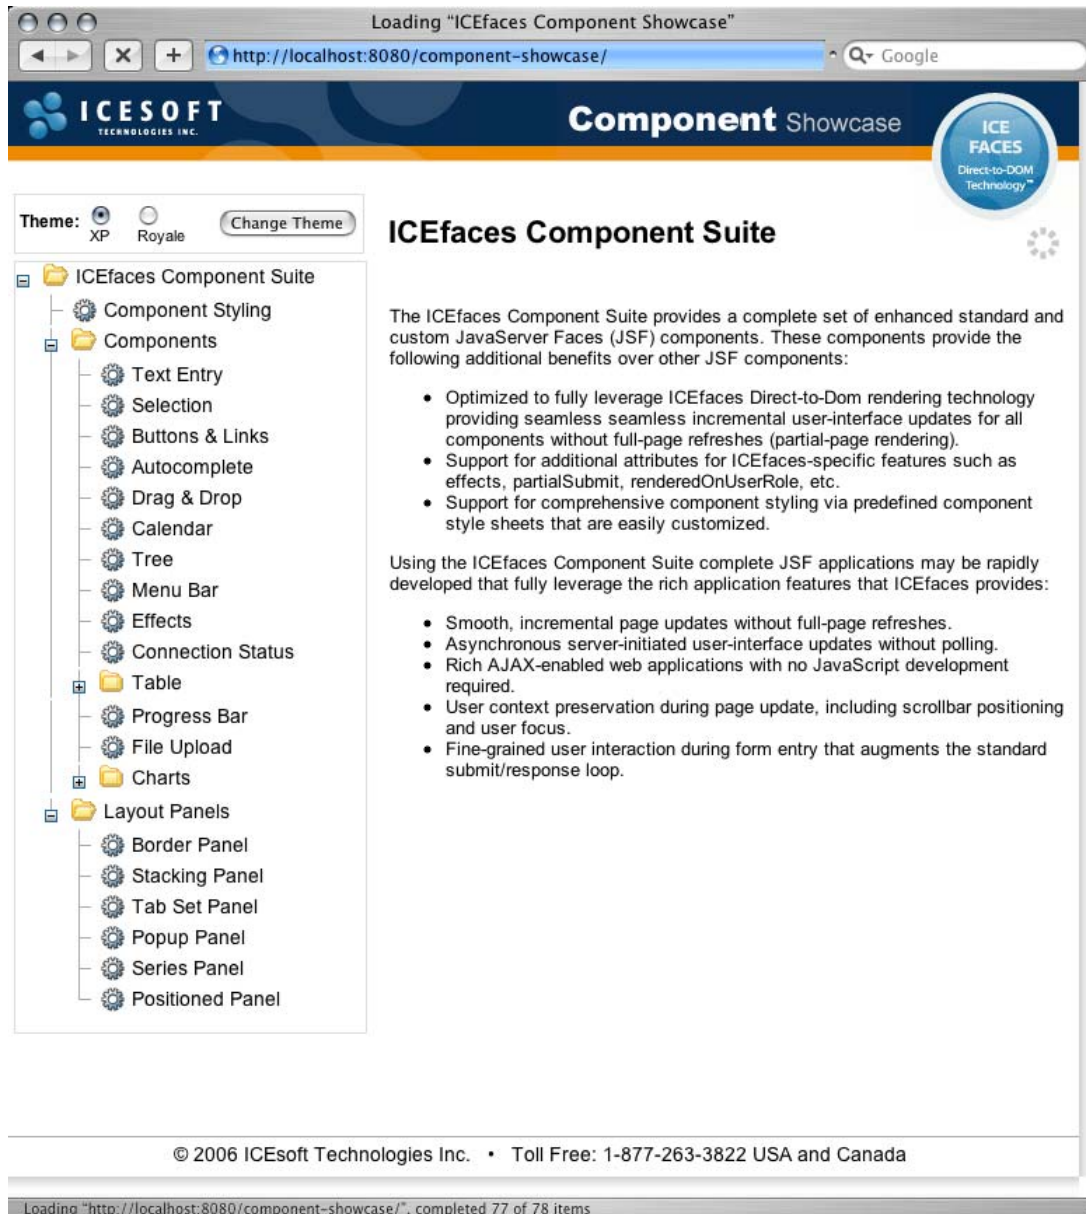 Loading “ICEfaces Component Showcase”
http://localhost:8080/component-showcase/
Google
ICESOFT
TECHNOLOGIES INC.
Component Showcase
ICE
FACES
Direct-to-DOM
Technology™
Theme:
XP
Royale
Change Theme
ICEfaces Component Suite
Component Styling
Components
Text Entry
Selection
Buttons & Links
Autocomplete
Drag & Drop
Calendar
Tree
Menu Bar
Effects
Connection Status
Table
Progress Bar
File Upload
Charts
Layout Panels
Border Panel
Stacking Panel
Tab Set Panel
Popup Panel
Series Panel
Positioned Panel
ICEfaces Component Suite
The ICEfaces Component Suite provides a complete set of enhanced standard and
custom JavaServer Faces (JSF) components. These components provide the
following additional benefits over other JSF components:
• Optimized to fully leverage ICEfaces Direct-to-Dom rendering technology
providing seamless seamless incremental user-interface updates for all
components without full-page refreshes (partial-page rendering).
• Support for additional attributes for ICEfaces-specific features such as
effects, partialSubmit, renderedOnUserRole, etc.
• Support for comprehensive component styling via predefined component
style sheets that are easily customized.
Using the ICEfaces Component Suite complete JSF applications may be rapidly
developed that fully leverage the rich application features that ICEfaces provides:
• Smooth, incremental page updates without full-page refreshes.
• Asynchronous server-initiated user-interface updates without polling.
• Rich AJAX-enabled web applications with no JavaScript development
required.
• User context preservation during page update, including scrollbar positioning
and user focus.
• Fine-grained user interaction during form entry that augments the standard
submit/response loop.
© 2006 ICEsoft Technologies Inc. • Toll Free: 1-877-263-3822 USA and Canada
Loading “http://localhost:8080/component-showcase/”, completed 77 of 78 items